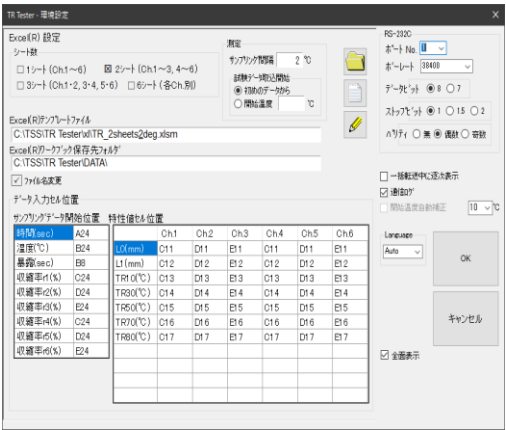 TR Tester - 環境設定
Excel(R) 設定
シート数
1シート (Ch.1～6)
2シート (Ch.1～3, 4～6)
3シート (Ch.1・2, 3・4, 5・6)
6シート (各Ch.別)
測定
サンプリング間隔 2 ℃
試験データ取込開始
初めのデータから
開始温度 ℃
Excel(R)テンプレートファイル
C:\TSS\TR Tester\xl\TR_2sheets2deg.xlsm
Excel(R)ワークブック保存先フォルダ
C:\TSS\TR Tester\DATA\
ファイル名変更
データ入力セル位置
サンプリングデータ開始位置
時間(sec) A24
温度(℃) B24
暴露(sec) B8
収縮率r1(%) C24
収縮率r2(%) D24
収縮率r3(%) E24
収縮率r4(%) C24
収縮率r5(%) D24
収縮率r6(%) E24
特性値セル位置
Ch.1 Ch.2 Ch.3 Ch.4 Ch.5 Ch.6
L0(mm) C11 D11 E11 C11 D11 E11
L1(mm) C12 D12 E12 C12 D12 E12
TR10(℃) C13 D13 E13 C13 D13 E13
TR30(℃) C14 D14 E14 C14 D14 E14
TR50(℃) C15 D15 E15 C15 D15 E15
TR70(℃) C16 D16 E16 C16 D16 E16
TR80(℃) C17 D17 E17 C17 D17 E17
RS-232C
ポート No. 1
ボーレート 38400
データビット 8 7
ストップビット 1 1.5 2
パリティ 無 偶数 奇数
一括転送中に逐次表示
通信ログ
開始温度自動補正 10 ℃
Language
Auto
OK
キャンセル
全面表示